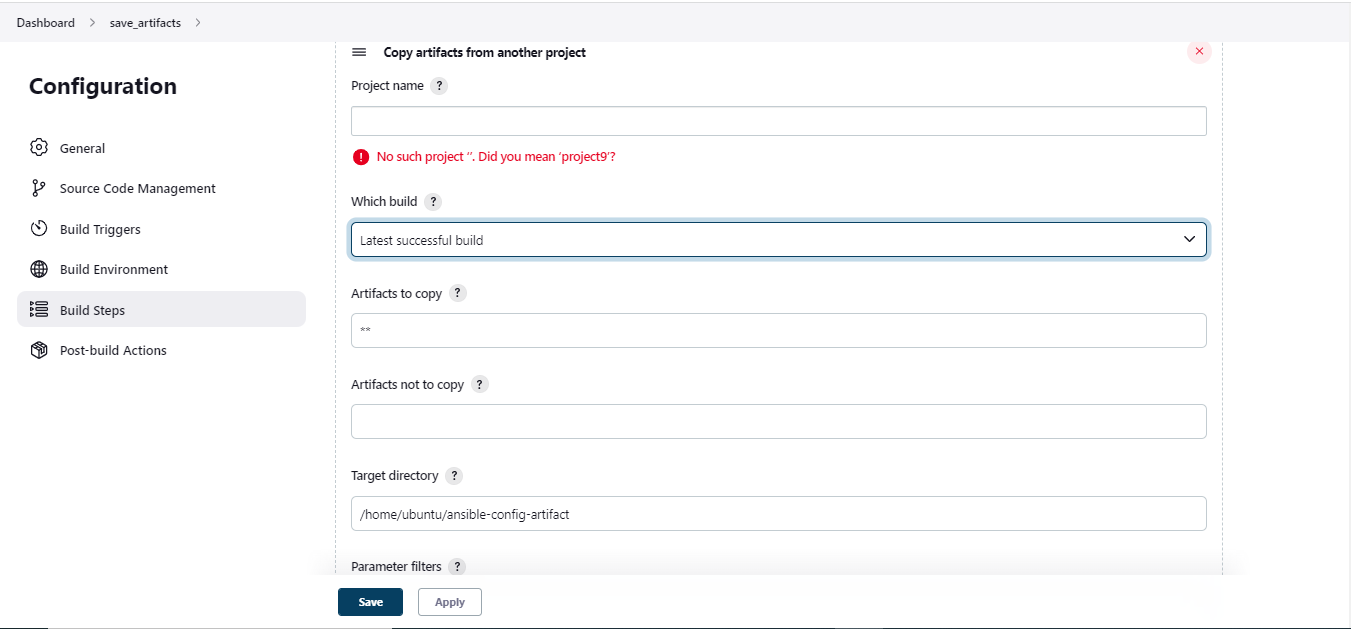 Dashboard > save_artifacts >
Configuration
General
Source Code Management
Build Triggers
Build Environment
Build Steps
Post-build Actions
Copy artifacts from another project
Project name ?
No such project ‘’. Did you mean ‘project9’?
Which build ?
Latest successful build
Artifacts to copy ?
**
Artifacts not to copy ?
Target directory ?
/home/ubuntu/ansible-config-artifact
Parameter filters ?
Save Apply